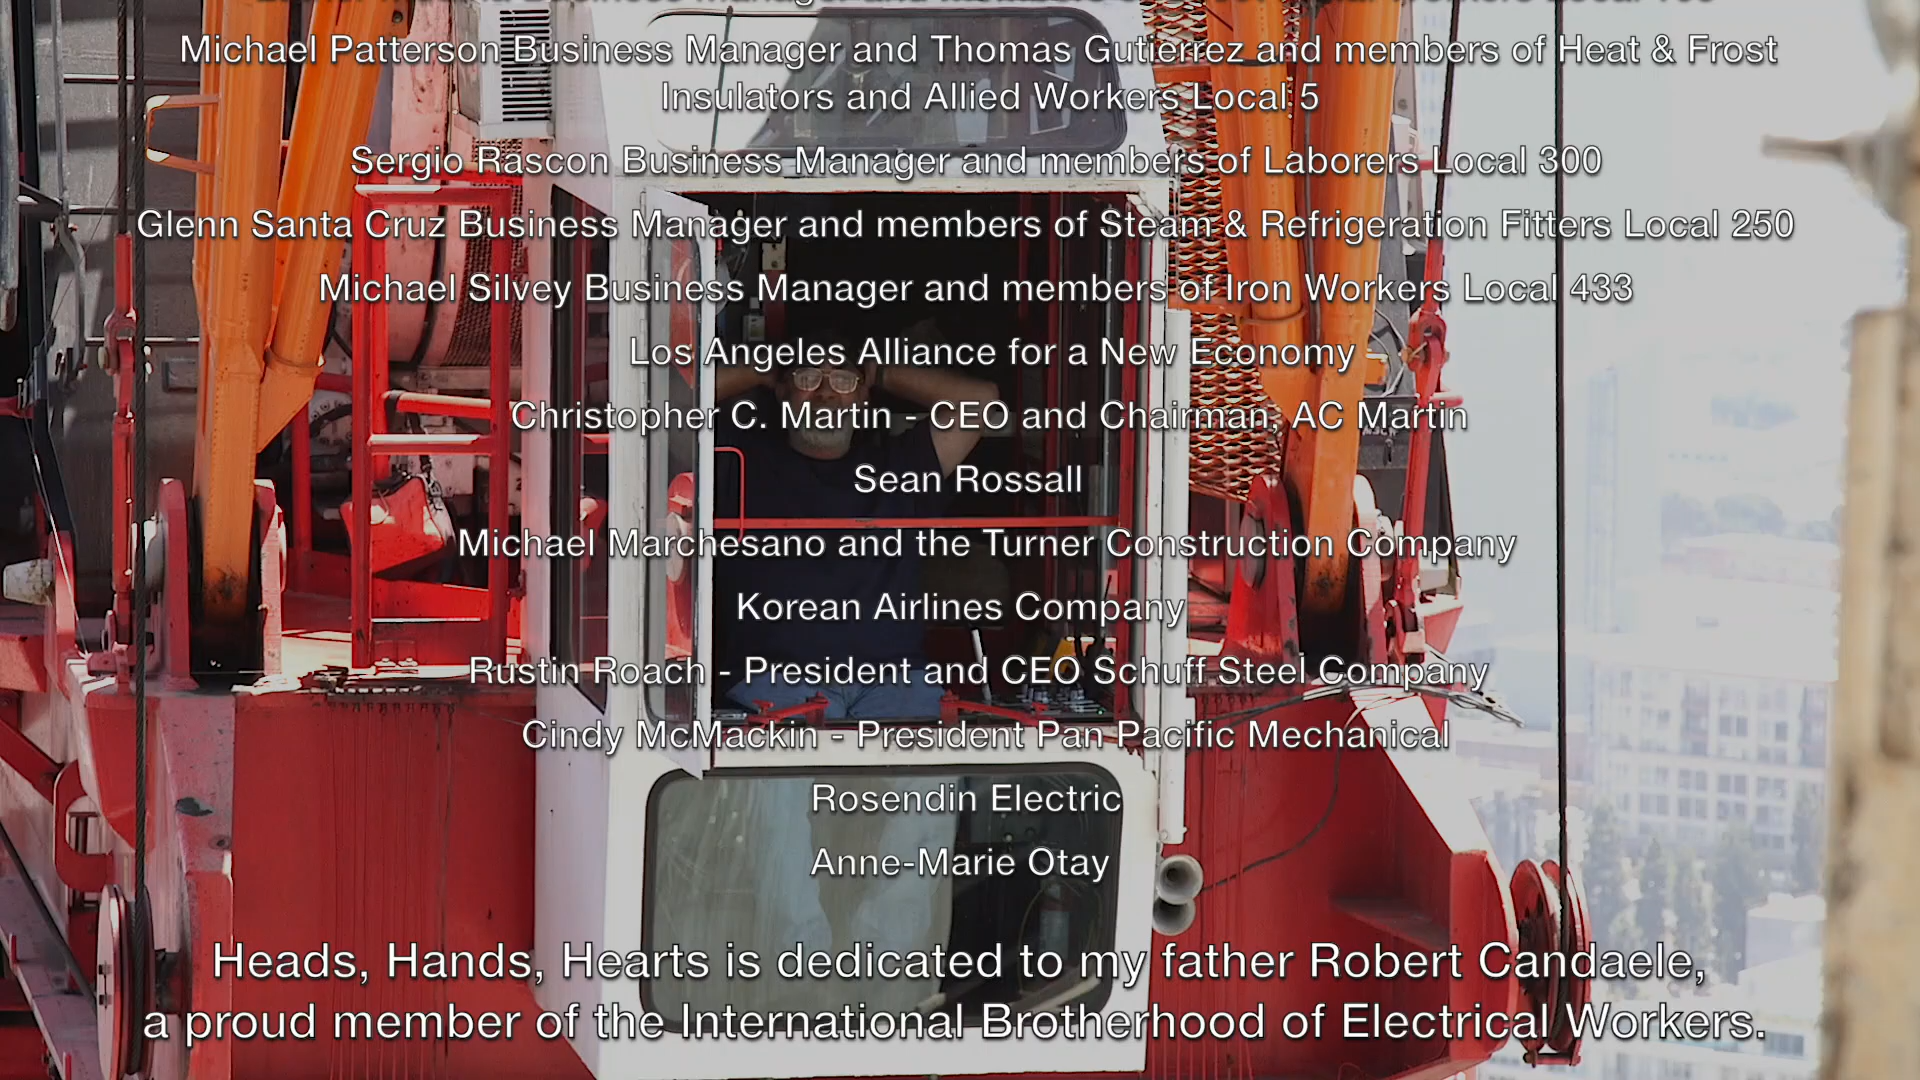 Michael Patterson Business Manager and Thomas Gutierrez and members of Heat & Frost
Insulators and Allied Workers Local 5
Sergio Rascon Business Manager and members of Laborers Local 300
Glenn Santa Cruz Business Manager and members of Steam & Refrigeration Fitters Local 250
Michael Silvey Business Manager and members of Iron Workers Local 433
Los Angeles Alliance for a New Economy
Christopher C. Martin - CEO and Chairman, AC Martin
Sean Rossall
Michael Marchesano and the Turner Construction Company
Korean Airlines Company
Rustin Roach - President and CEO Schuff Steel Company
Cindy McMackin - President Pan Pacific Mechanical
Rosendin Electric
Anne-Marie Otay
Heads, Hands, Hearts is dedicated to my father Robert Candaele,
a proud member of the International Brotherhood of Electrical Workers.